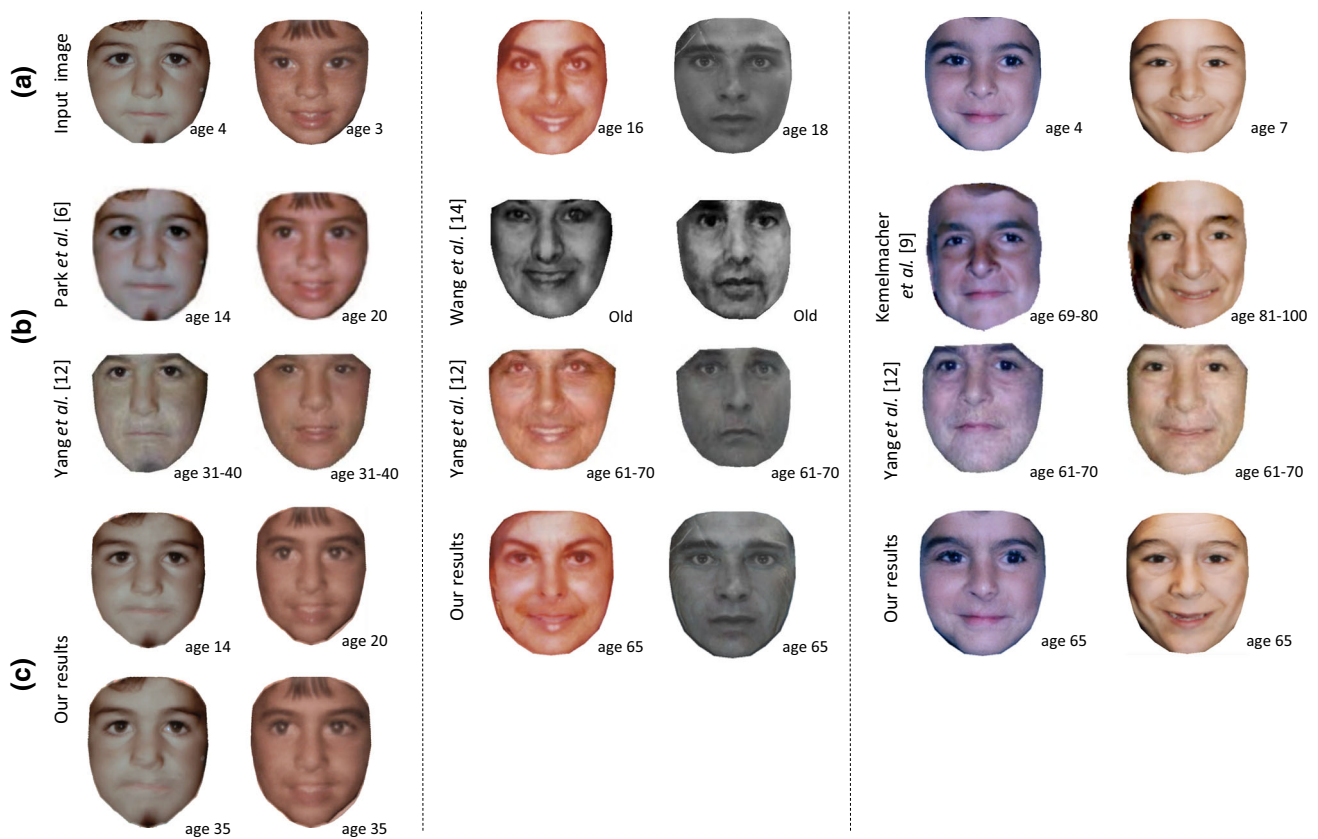 (a)
Input image
age 4
age 3
age 16
age 18
age 4
age 7
(b)
Park et al. [6]
age 14
age 20
Wang et al. [14]
Old
Old
Kemelmacher
et al. [9]
age 69-80
age 81-100
Yang et al. [12]
age 31-40
age 31-40
Yang et al. [12]
age 61-70
age 61-70
Yang et al. [12]
age 61-70
age 61-70
(c)
Our results
age 14
age 20
Our results
age 65
age 65
Our results
age 65
age 65
age 35
age 35